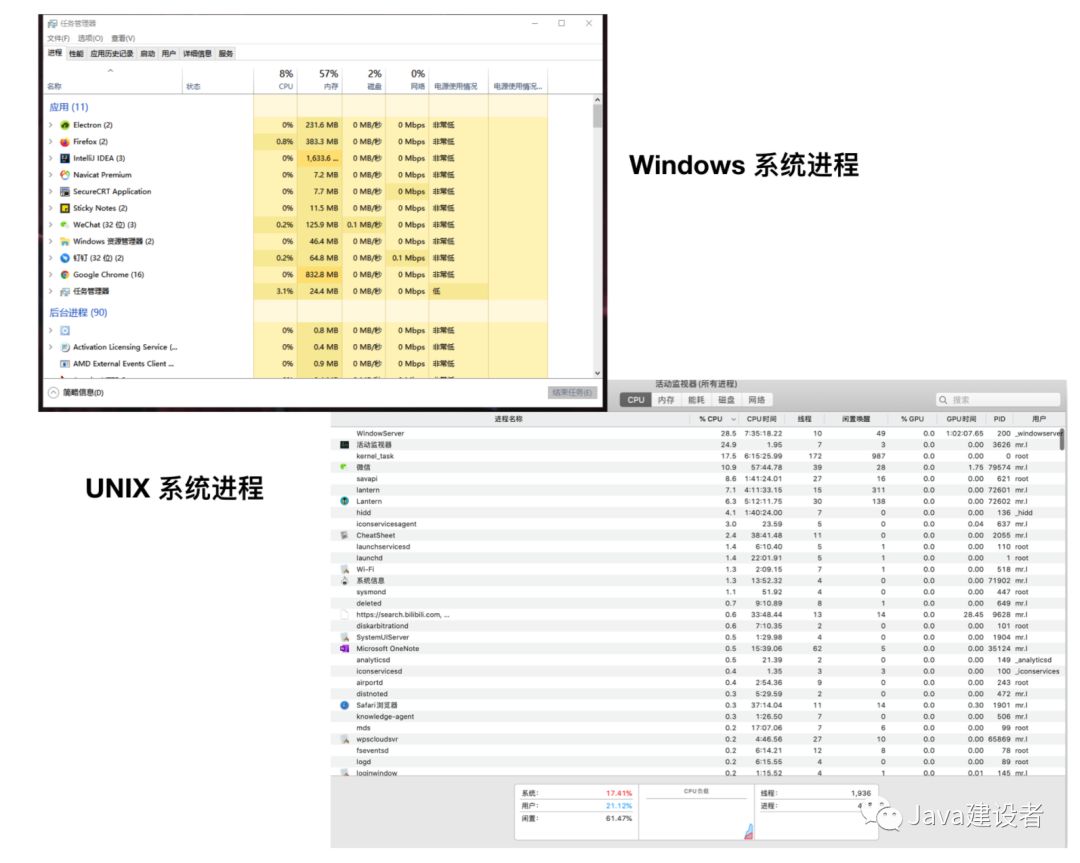 任务管理器
文件(F) 选项(O) 查看(V)
进程 性能 应用历史记录 启动 用户 详细信息 服务
8% 57% 2% 0%
名称 状态 CPU 内存 磁盘 网络 电源使用情况 电源使用情况...
应用 (11)
Electron (2) 0% 231.6 MB 0 MB/秒 0 Mbps 非常低
Firefox (2) 0.8% 383.3 MB 0 MB/秒 0 Mbps 非常低
IntelliJ IDEA (3) 0% 1,633.6 ... 0 MB/秒 0 Mbps 非常低
Navicat Premium 0% 7.2 MB 0 MB/秒 0 Mbps 非常低
SecureCRT Application 0% 7.7 MB 0 MB/秒 0 Mbps 非常低
Sticky Notes (2) 0% 11.5 MB 0 MB/秒 0 Mbps 非常低
WeChat (32 位) (3) 0.2% 125.9 MB 0.1 MB/秒 0 Mbps 非常低
Windows 资源管理器 (2) 0% 46.4 MB 0 MB/秒 0 Mbps 非常低
钉钉 (32 位) (2) 0.2% 64.8 MB 0 MB/秒 0.1 Mbps 非常低
Google Chrome (16) 0% 832.8 MB 0 MB/秒 0 Mbps 非常低
任务管理器 3.1% 24.4 MB 0 MB/秒 0 Mbps 低
后台进程 (90)
0% 0.8 MB 0 MB/秒 0 Mbps 非常低
Activation Licensing Service (... 0% 0.4 MB 0 MB/秒 0 Mbps 非常低
AMD External Events Client ... 0% 0.9 MB 0 MB/秒 0 Mbps 非常低
简略信息(D) 结束任务(E)
Windows 系统进程
UNIX 系统进程
活动监视器 (所有进程)
CPU 内存 能耗 磁盘 网络 搜索
进程名称 % CPU CPU时间 线程 闲置唤醒 % GPU GPU时间 PID 用户
WindowServer 28.5 7:35:18.22 10 49 0.0 1:02:07.65 200 _windowserver
活动监视器 24.9 1.95 7 3 0.0 0.00 3626 mr.l
kernel_task 17.5 6:15:25.99 172 987 0.0 0.00 0 root
微信 10.9 57:44.78 39 28 0.0 1.75 79574 mr.l
savapi 8.6 1:41:24.01 27 16 0.0 0.00 621 root
lantern 7.1 4:11:33.15 15 311 0.0 0.00 72601 mr.l
Lantern 6.3 5:12:11.75 30 138 0.0 0.00 72602 mr.l
hidd 4.1 1:40:24.00 7 0 0.0 0.00 136 _hidd
iconservicesagent 3.0 23.59 5 0 0.0 0.04 637 mr.l
CheatSheet 2.4 38:41.48 11 0 0.0 0.00 2055 mr.l
launchservicesd 1.4 6:10.40 5 1 0.0 0.00 110 root
launchd 1.4 22:01.91 5 1 0.0 0.00 1 root
Wi-Fi 1.3 2:09.15 7 1 0.0 0.00 518 mr.l
系统信息 1.3 13:52.32 4 0 0.0 0.00 71902 mr.l
sysmond 1.1 51.92 4 0 0.0 0.00 447 root
deleted 0.7 9:10.89 8 1 0.0 0.00 649 mr.l
https://search.bilibili.com, ... 0.6 33:48.44 13 14 0.0 28.45 9628 mr.l
diskarbitrationd 0.6 7:10.35 2 0 0.0 0.00 101 root
SystemUIServer 0.5 1:29.98 4 0 0.0 0.00 1904 mr.l
Microsoft OneNote 0.5 15:39.06 62 5 0.0 0.00 35124 mr.l
analyticsd 0.5 21.39 2 0 0.0 0.00 149 _analyticsd
iconservicesd 0.4 1.35 3 3 0.0 0.00 100 _iconservices
airportd 0.4 2:54.36 9 0 0.0 0.00 243 root
distnoted 0.3 5:29.59 2 0 0.0 0.00 472 mr.l
Safari浏览器 0.3 37:14.04 11 14 0.0 0.30 1901 mr.l
knowledge-agent 0.3 1:26.50 7 0 0.0 0.00 506 mr.l
mds 0.2 17:07.06 7 6 0.0 0.00 99 root
wpscloudsvr 0.2 4:46.56 27 10 0.0 0.00 65869 mr.l
fseventsd 0.2 6:14.21 12 8 0.0 0.00 78 root
logd 0.2 6:15.55 4 0 0.0 0.00 89 root
loginwindow 0.2 1:15.52 4 1 0.0 0.01 145 mr.l
系统: 17.41% CPU负载 线程: 1,936
用户: 21.12% 进程:
闲置: 61.47%
Java建设者